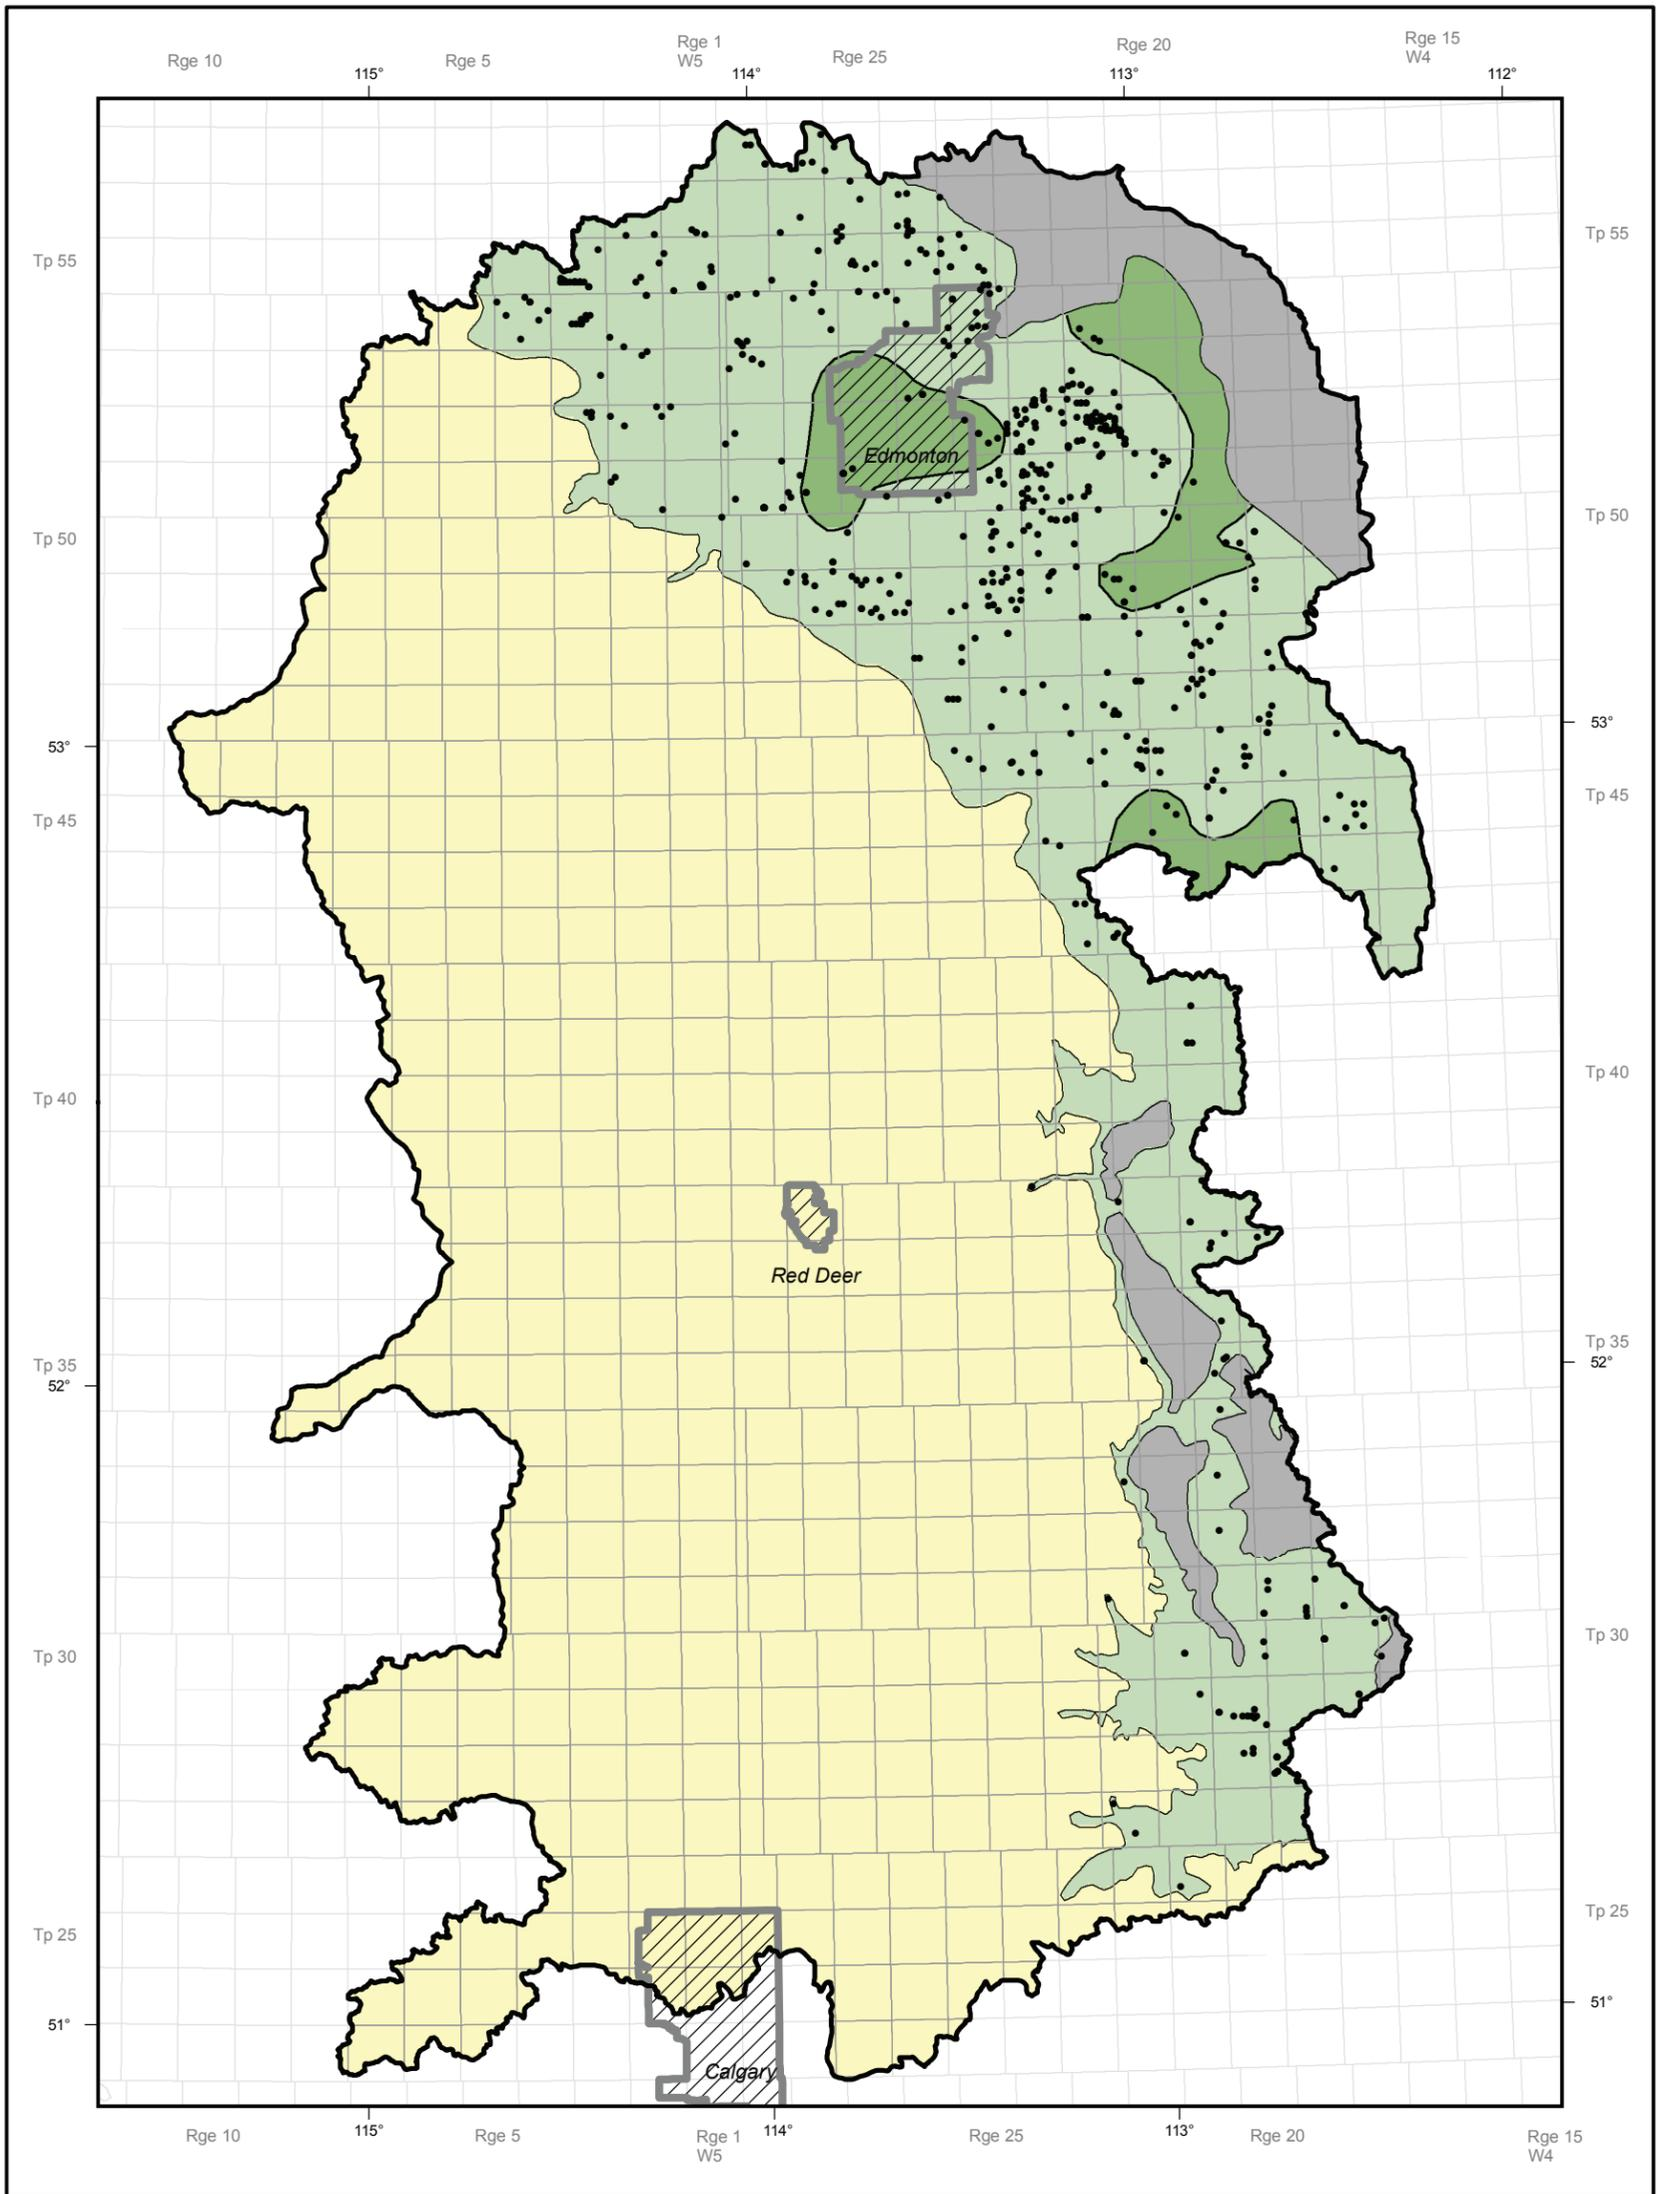 Rge 10
Rge 5
Rge 1
W5
Rge 25
Rge 20
Rge 15
W4
115°
114°
113°
112°
Tp 55
Tp 55
Edmonton
Tp 50
Tp 50
53°
53°
Tp 45
Tp 45
Tp 40
Tp 40
Red Deer
Tp 35
Tp 35
52°
52°
Tp 30
Tp 30
Tp 25
Tp 25
51°
51°
Calgary
115°
114°
113°
Rge 10
Rge 5
Rge 1
W5
Rge 25
Rge 20
Rge 15
W4